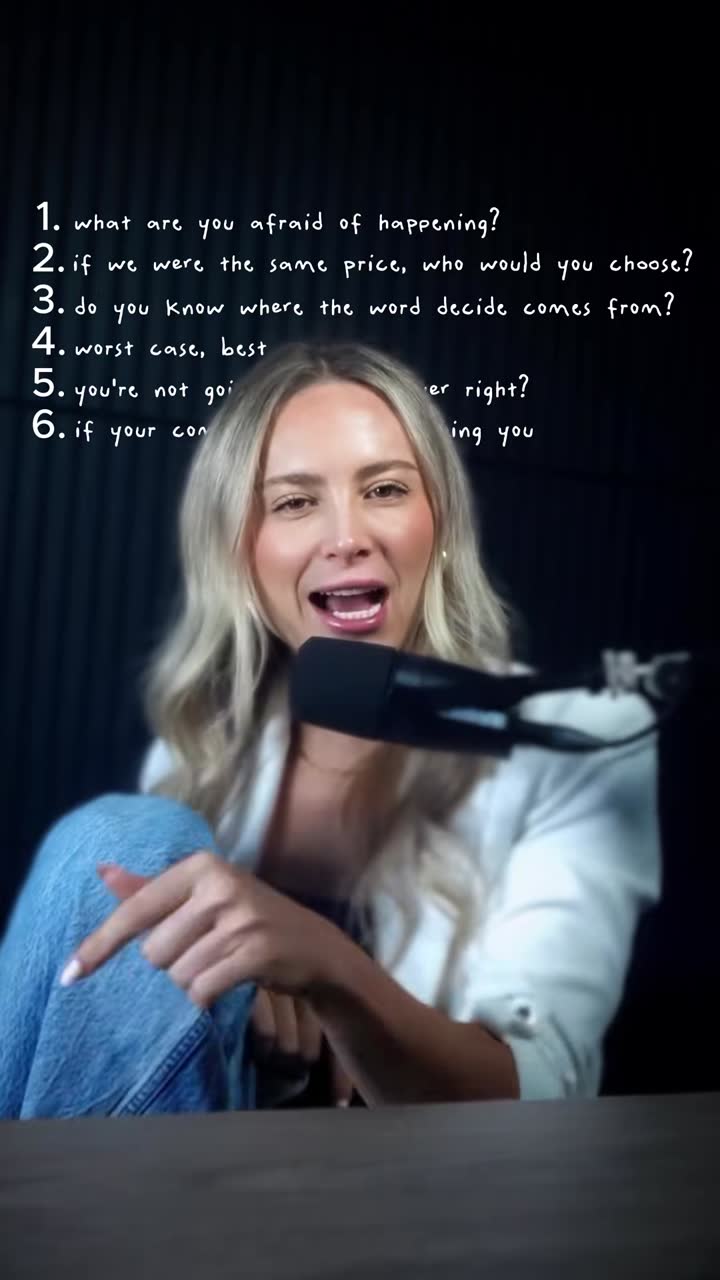 1. what are you afraid of happening?
2. if we were the same price, who would you choose?
3. do you know where the word decide comes from?
4. worst case, best
5. you're not right?
6. if your you